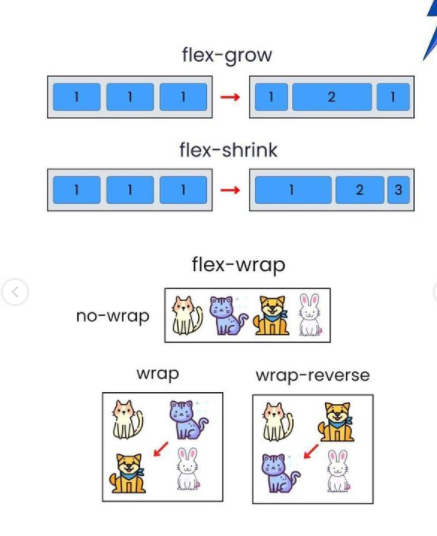 flex-grow
1 1 1 1 2 1
flex-shrink
1 1 1 1 2 3
flex-wrap
no-wrap
wrap wrap-reverse